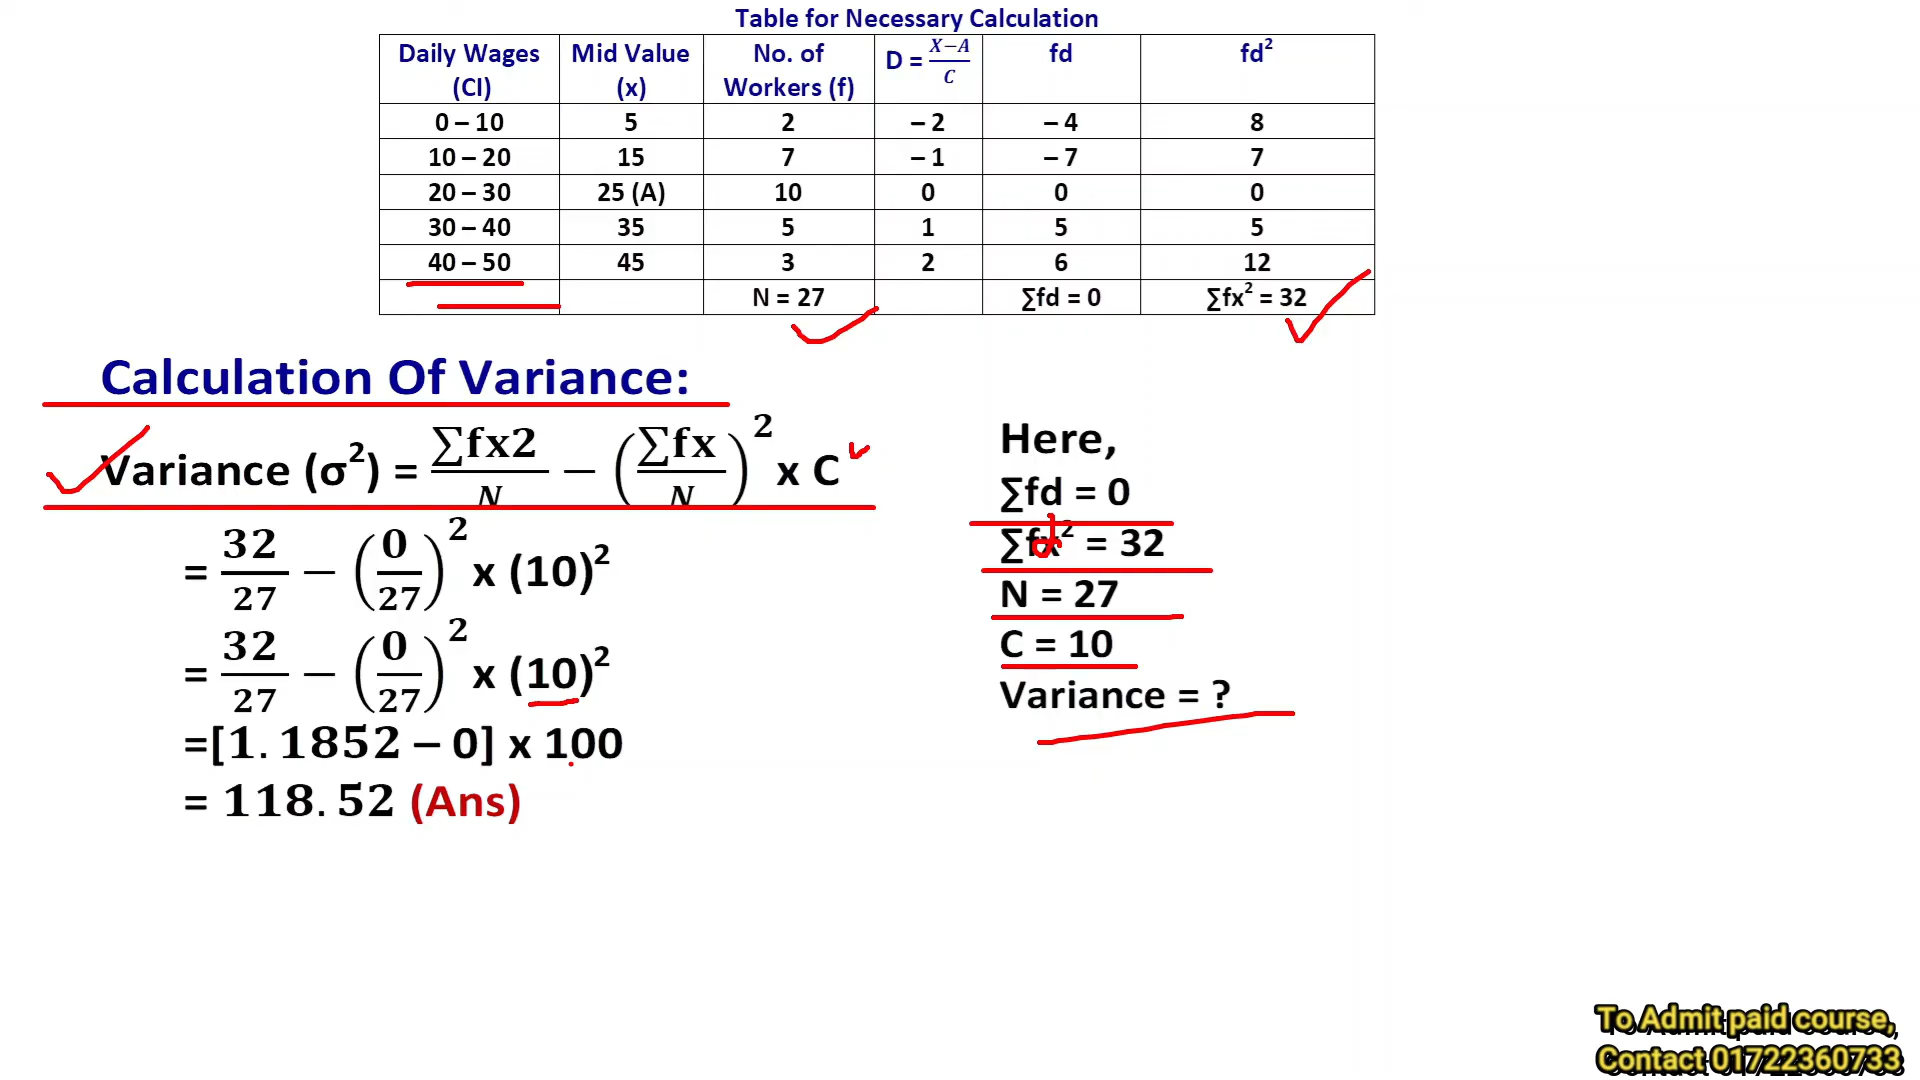 Table for Necessary Calculation
Daily Wages (CI) | Mid Value (x) | No. of Workers (f) | D = X−A / C | fd | fd²
0 – 10 | 5 | 2 | – 2 | – 4 | 8
10 – 20 | 15 | 7 | – 1 | – 7 | 7
20 – 30 | 25 (A) | 10 | 0 | 0 | 0
30 – 40 | 35 | 5 | 1 | 5 | 5
40 – 50 | 45 | 3 | 2 | 6 | 12
N = 27 | ∑fd = 0 | ∑fx² = 32
Calculation Of Variance:
Variance (σ²) = ∑fx2/N − (∑fx/N)² x C
= 32/27 − (0/27)² x (10)²
= 32/27 − (0/27)² x (10)²
=[1.1852 – 0] x 100
= 118.52 (Ans)
Here,
∑fd = 0
∑fx² = 32
d
N = 27
C = 10
Variance = ?
To Admit paid course,
Contact 01722360733